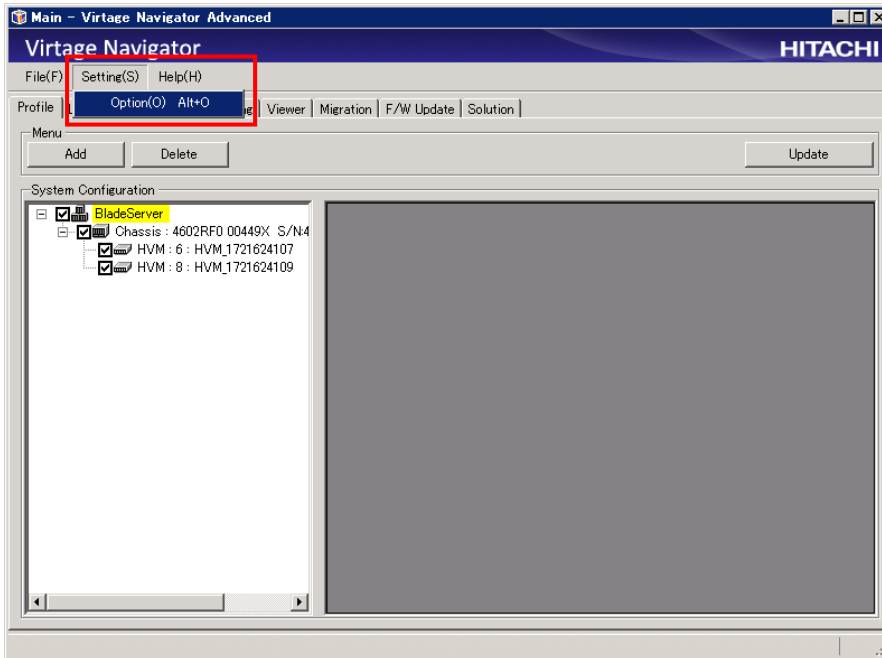 Main - Virtage Navigator Advanced
Virtage Navigator
HITACHI
File(F) Setting(S) Help(H)
Option(O) Alt+O
Profile Viewer Migration F/W Update Solution
Menu
Add Delete Update
System Configuration
BladeServer
Chassis : 4602RF0 00449X S/N:4
HVM : 6 : HVM_1721624107
HVM : 8 : HVM_1721624109